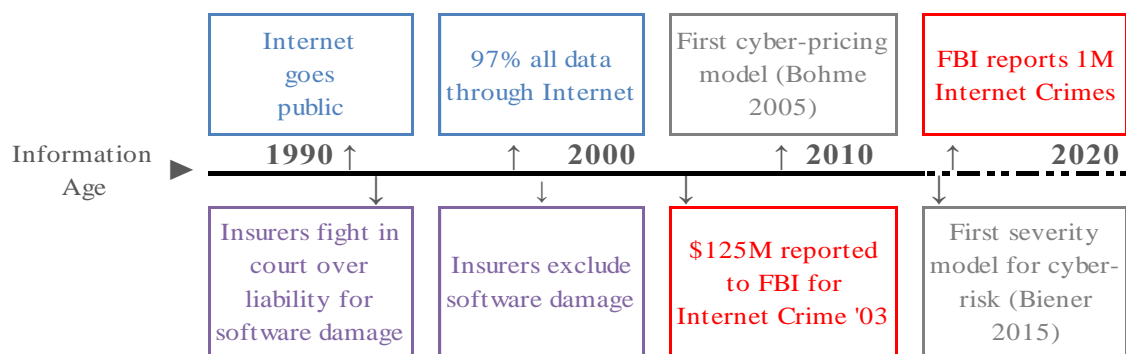 Internet
goes
public
97% all data
through Internet
First cyber-pricing
model (Bohme
2005)
FBI reports 1M
Internet Crimes
Information
Age
1990
2000
2010
2020
Insurers fight in
court over
liability for
software damage
Insurers exclude
software damage
$125M reported
to FBI for
Internet Crime '03
First severity
model for cyber-
risk (Biener
2015)